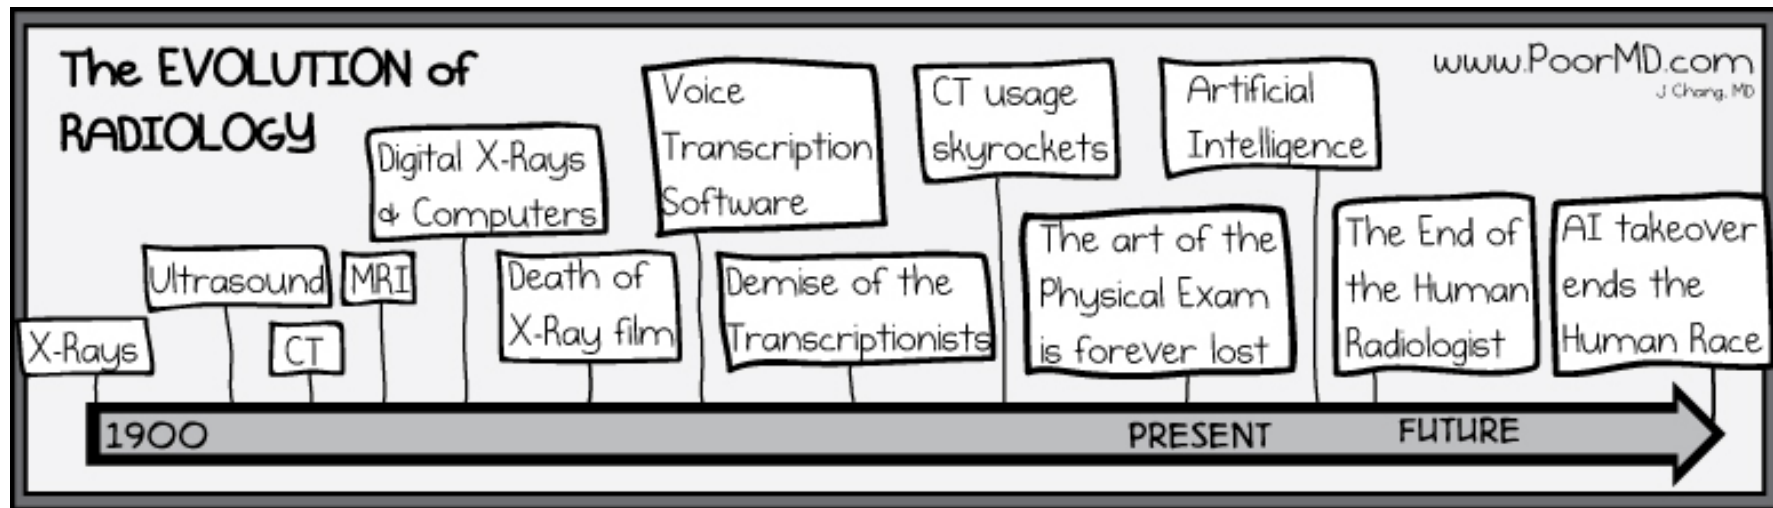 The EVOLUTION of
RADIOLOGY
www.PoorMD.com
J Chang, MD
X-Rays
Ultrasound
CT
MRI
Digital X-Rays
& Computers
Death of
X-Ray film
Voice
Transcription
Software
Demise of the
Transcriptionists
CT usage
skyrockets
The art of the
Physical Exam
is forever lost
Artificial
Intelligence
The End of
the Human
Radiologist
AI takeover
ends the
Human Race
1900
PRESENT
FUTURE